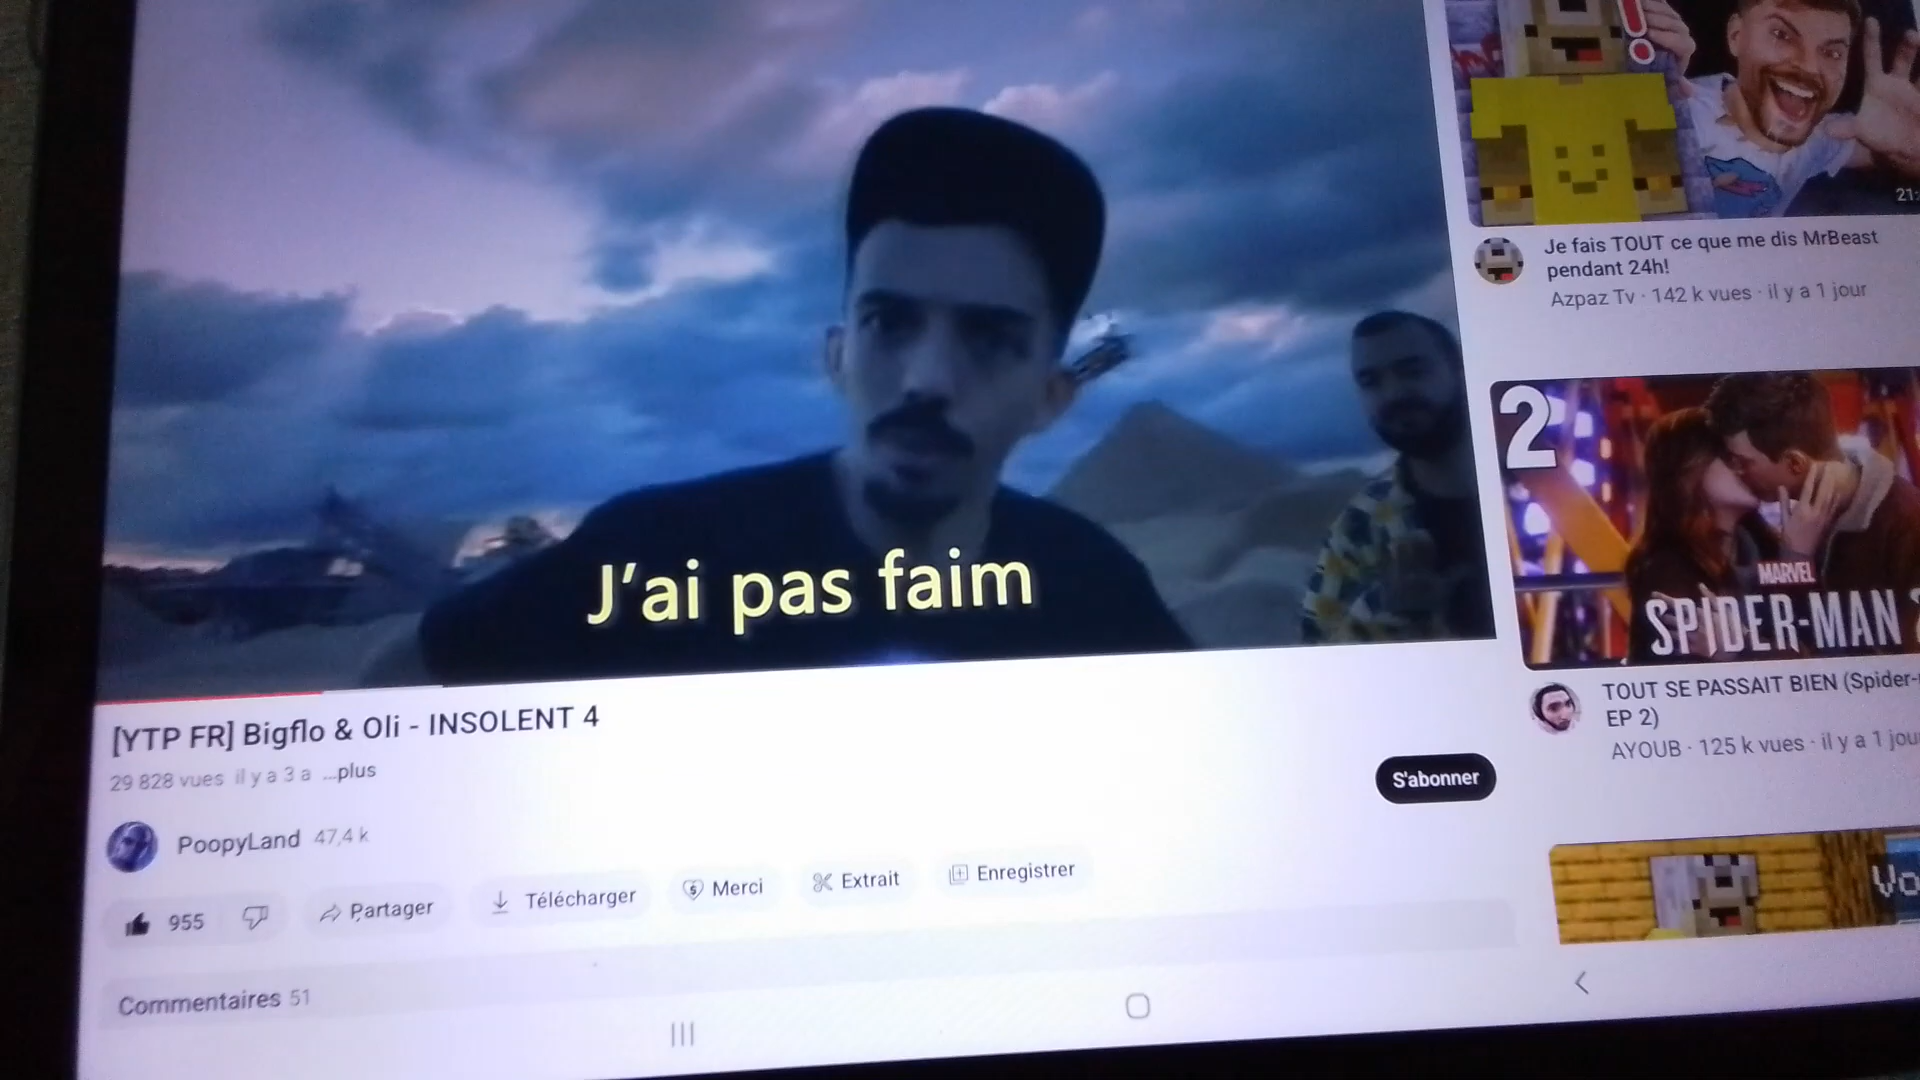 J'ai pas faim
[YTP FR] Bigflo & Oli - INSOLENT 4
29 828 vues il y a 3 a ...plus
PoopyLand 47,4 k
S'abonner
955
Partager
Télécharger
Merci
Extrait
Enregistrer
Commentaires 51
21:
Je fais TOUT ce que me dis MrBeast
pendant 24h!
Azpaz Tv · 142 k vues · il y a 1 jour
2
MARVEL
SPIDER-MAN
TOUT SE PASSAIT BIEN (Spider-
EP 2)
AYOUB · 125 k vues · il y a 1 jou
Vo